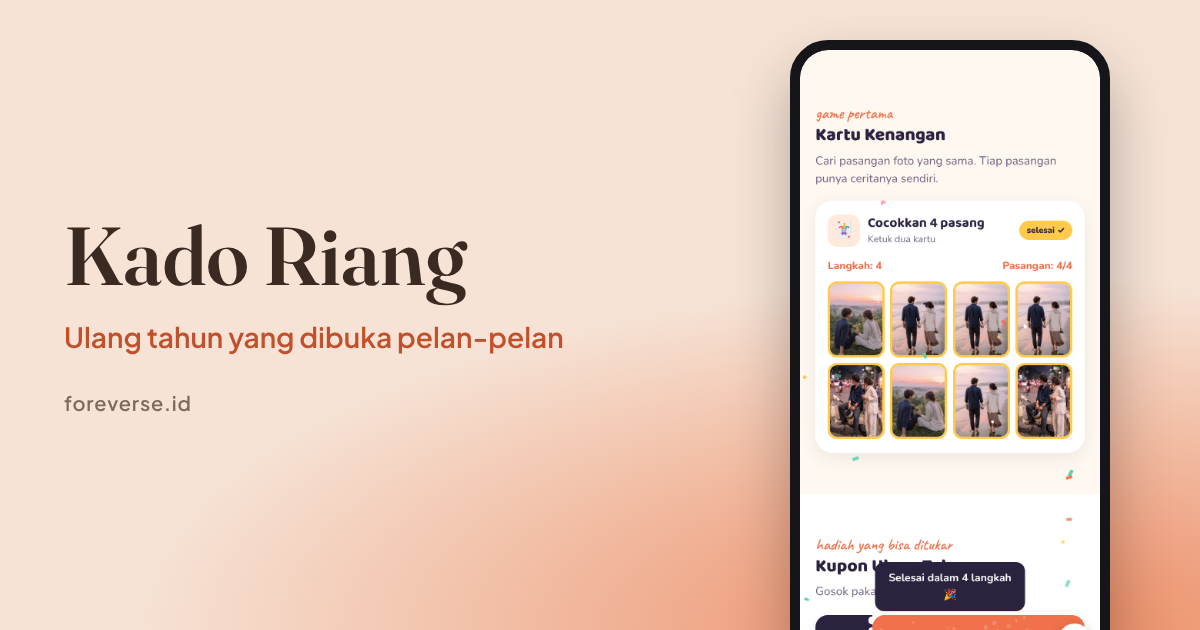 Kado Riang
Ulang tahun yang dibuka pelan-pelan
foreverse.id
game pertama
Kartu Kenangan
Cari pasangan foto yang sama. Tiap pasangan
punya ceritanya sendiri.
Cocokkan 4 pasang
Ketuk dua kartu
selesai ✓
Langkah: 4
Pasangan: 4/4
hadiah yang bisa ditukar
Kupon
Gosok
Selesai dalam 4 langkah
🎉